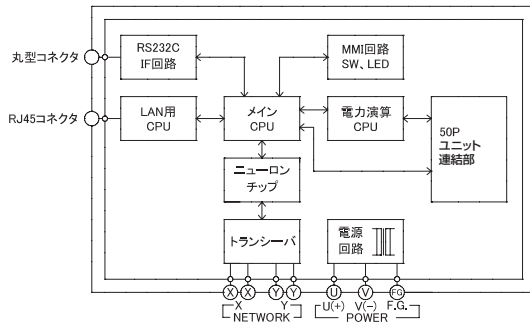 丸型コネクタ
RS232C
IF回路
MMI回路
SW、LED
RJ45コネクタ
LAN用
CPU
メイン
CPU
電力演算
CPU
50P
ユニット
連結部
ニューロン
チップ
トランシーバ
電源
回路
X X Y Y U V FG
X Y U(+) V(−) F.G.
NETWORK POWER